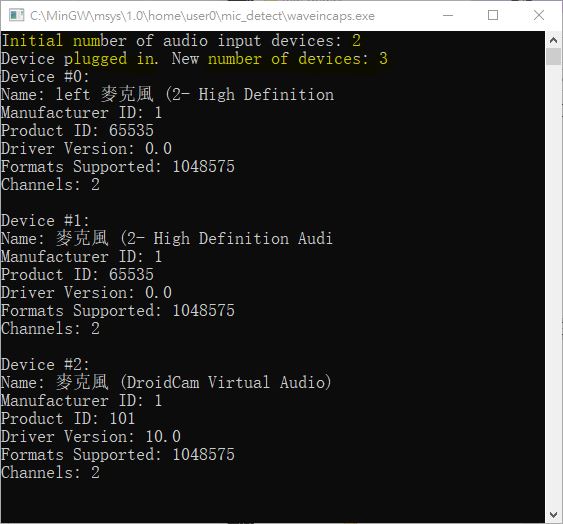 C:\MinGW\msys\1.0\home\user0\mic_detect\waveincaps.exe
Initial number of audio input devices: 2
Device plugged in. New number of devices: 3
Device #0:
Name: left 麥克風 (2- High Definition
Manufacturer ID: 1
Product ID: 65535
Driver Version: 0.0
Formats Supported: 1048575
Channels: 2
Device #1:
Name: 麥克風 (2- High Definition Audi
Manufacturer ID: 1
Product ID: 65535
Driver Version: 0.0
Formats Supported: 1048575
Channels: 2
Device #2:
Name: 麥克風 (DroidCam Virtual Audio)
Manufacturer ID: 1
Product ID: 101
Driver Version: 10.0
Formats Supported: 1048575
Channels: 2